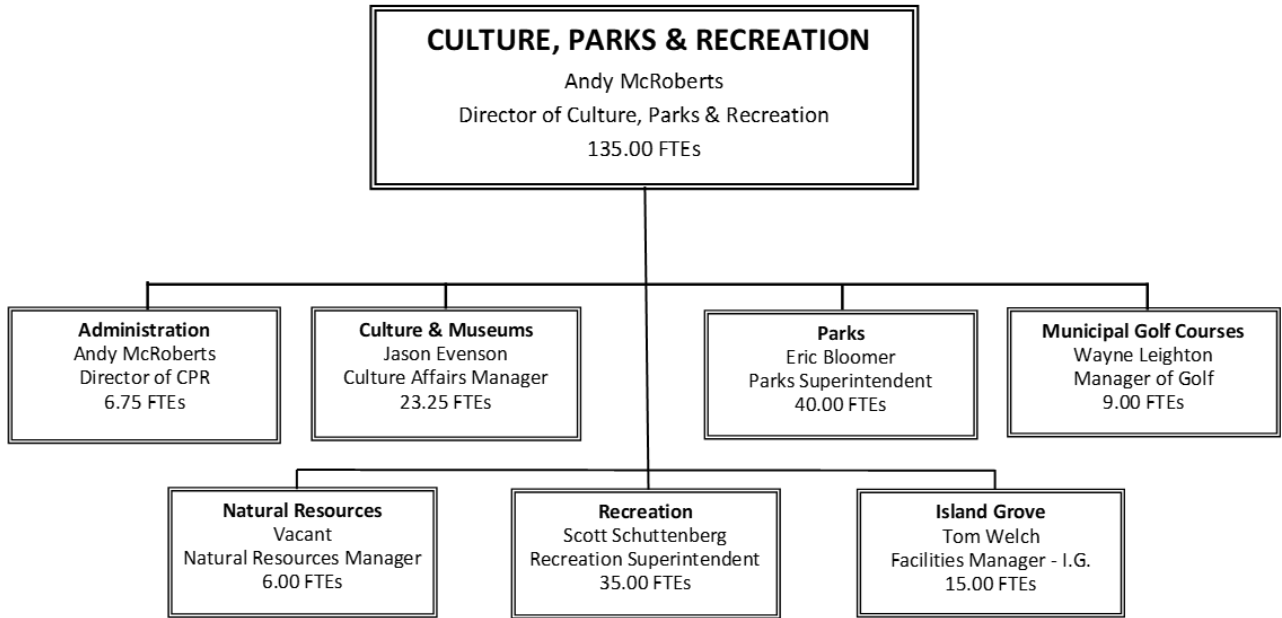 CULTURE, PARKS & RECREATION
Andy McRoberts
Director of Culture, Parks & Recreation
135.00 FTEs
Administration
Andy McRoberts
Director of CPR
6.75 FTEs
Culture & Museums
Jason Evenson
Culture Affairs Manager
23.25 FTEs
Parks
Eric Bloomer
Parks Superintendent
40.00 FTEs
Municipal Golf Courses
Wayne Leighton
Manager of Golf
9.00 FTEs
Natural Resources
Vacant
Natural Resources Manager
6.00 FTEs
Recreation
Scott Schuttenberg
Recreation Superintendent
35.00 FTEs
Island Grove
Tom Welch
Facilities Manager - I.G.
15.00 FTEs